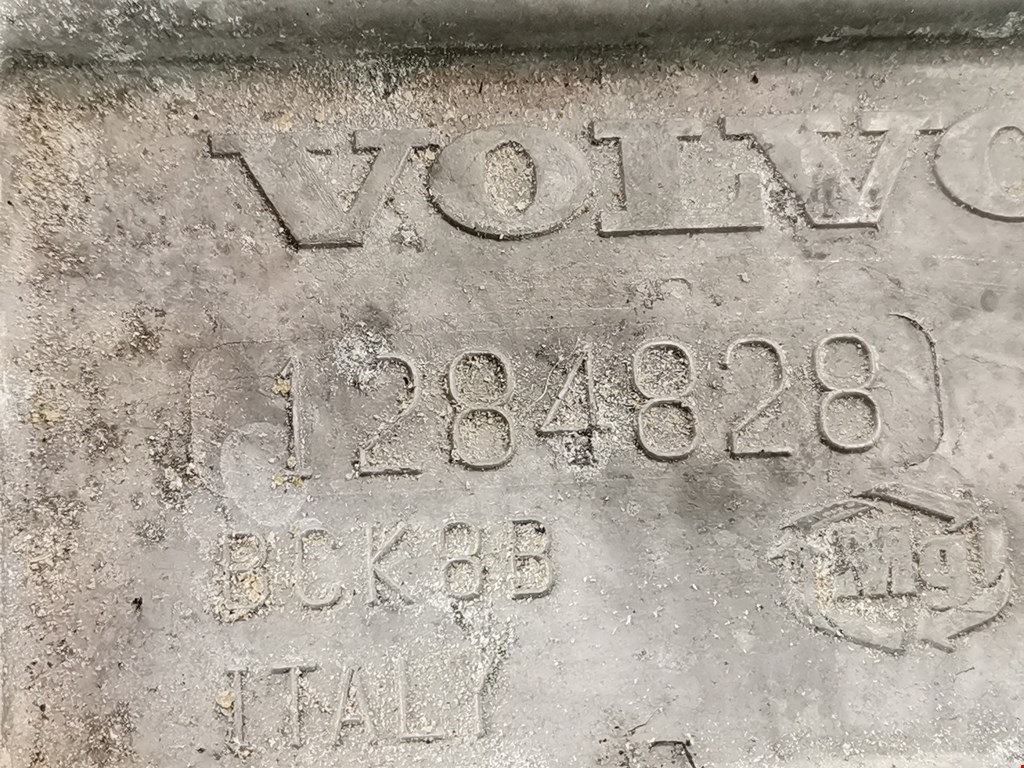 VOLVO
1284828
BCK8B
Mg
ITALY